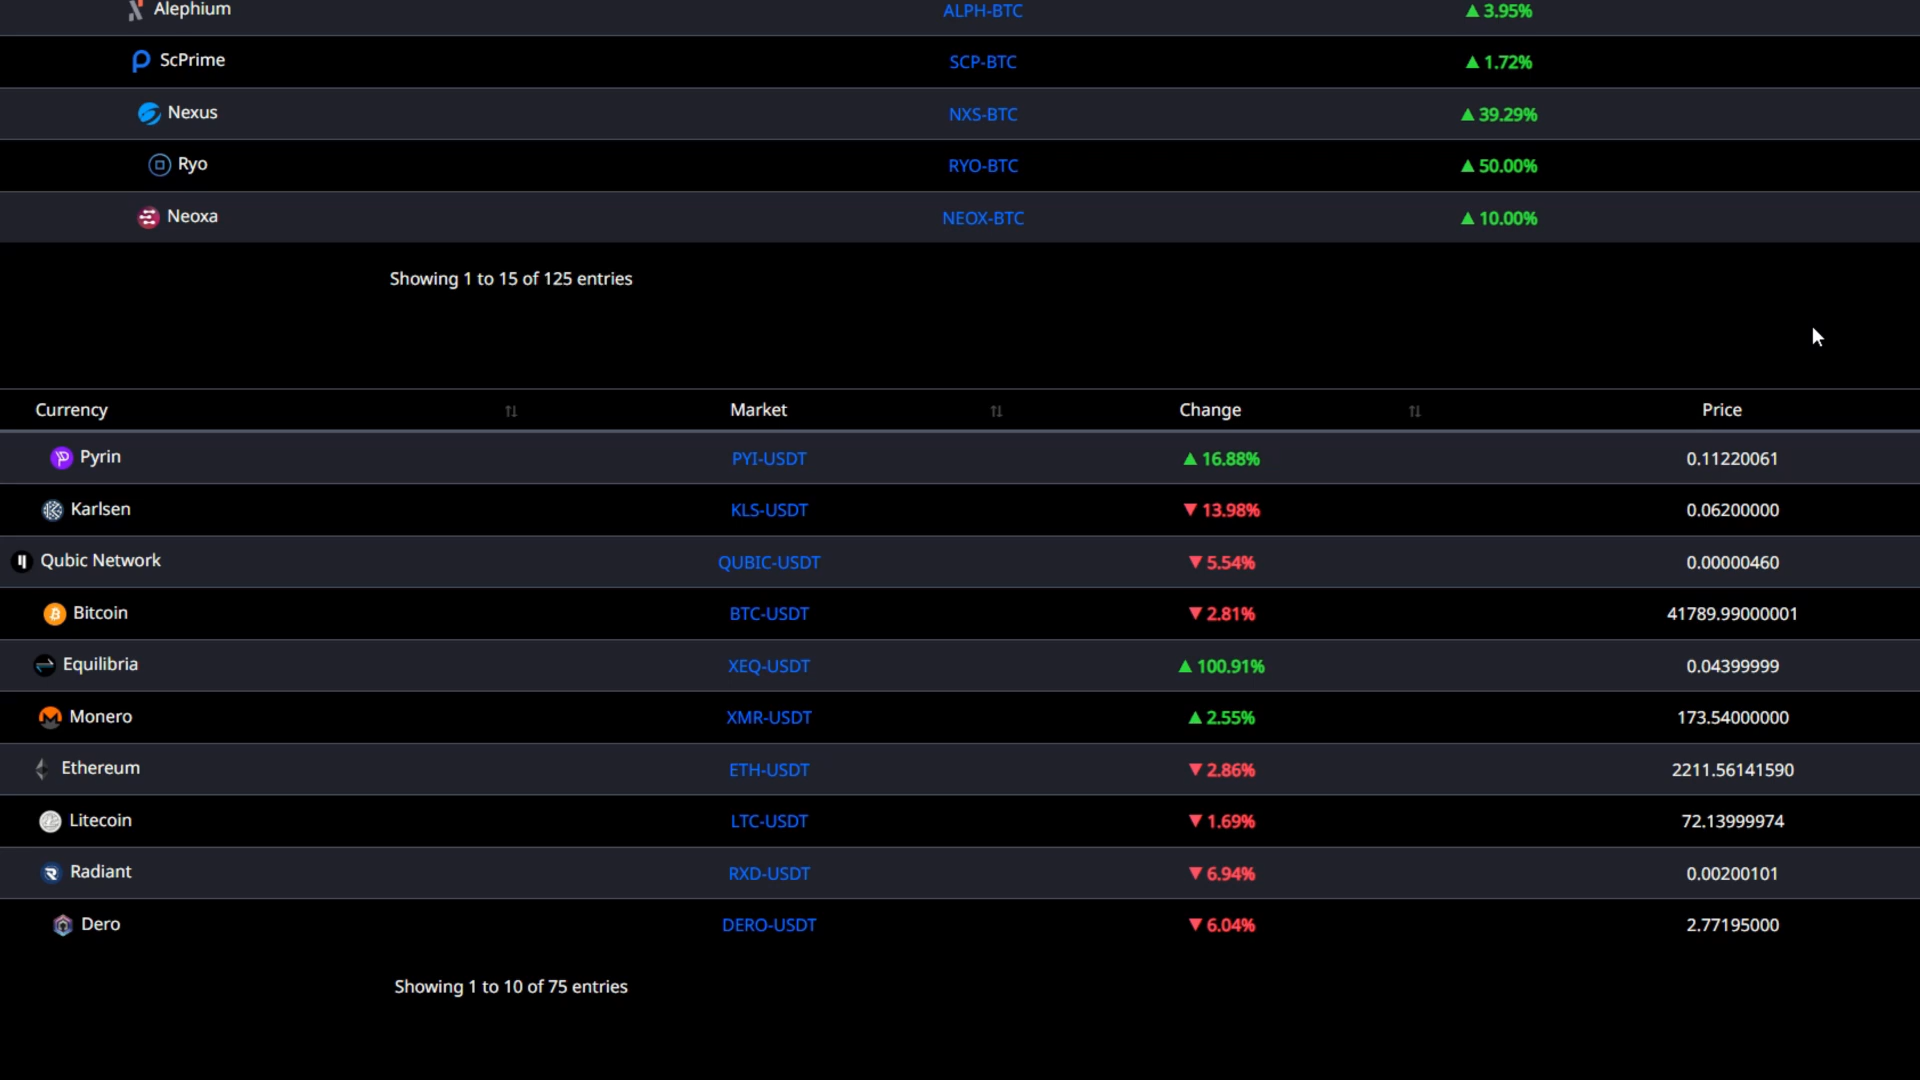 Alephium ALPH-BTC ▲ 3.95%
ScPrime SCP-BTC ▲ 1.72%
Nexus NXS-BTC ▲ 39.29%
Ryo RYO-BTC ▲ 50.00%
Neoxa NEOX-BTC ▲ 10.00%
Showing 1 to 15 of 125 entries
Currency Market Change Price
Pyrin PYI-USDT ▲ 16.88% 0.11220061
Karlsen KLS-USDT ▼ 13.98% 0.06200000
Qubic Network QUBIC-USDT ▼ 5.54% 0.00000460
Bitcoin BTC-USDT ▼ 2.81% 41789.99000001
Equilibria XEQ-USDT ▲ 100.91% 0.04399999
Monero XMR-USDT ▲ 2.55% 173.54000000
Ethereum ETH-USDT ▼ 2.86% 2211.56141590
Litecoin LTC-USDT ▼ 1.69% 72.13999974
Radiant RXD-USDT ▼ 6.94% 0.00200101
Dero DERO-USDT ▼ 6.04% 2.77195000
Showing 1 to 10 of 75 entries